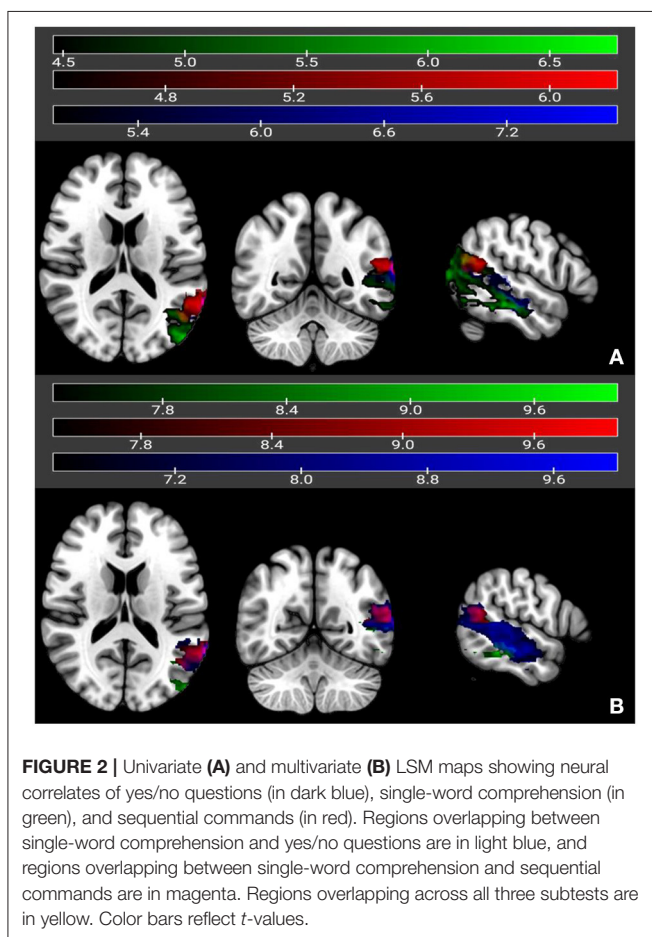 4.5 5.0 5.5 6.0 6.5
4.8 5.2 5.6 6.0
5.4 6.0 6.6 7.2
A
7.8 8.4 9.0 9.6
7.8 8.4 9.0 9.6
7.2 8.0 8.8 9.6
B
FIGURE 2 | Univariate (A) and multivariate (B) LSM maps showing neural
correlates of yes/no questions (in dark blue), single-word comprehension (in
green), and sequential commands (in red). Regions overlapping between
single-word comprehension and yes/no questions are in light blue, and
regions overlapping between single-word comprehension and sequential
commands are in magenta. Regions overlapping across all three subtests are
in yellow. Color bars reflect t-values.